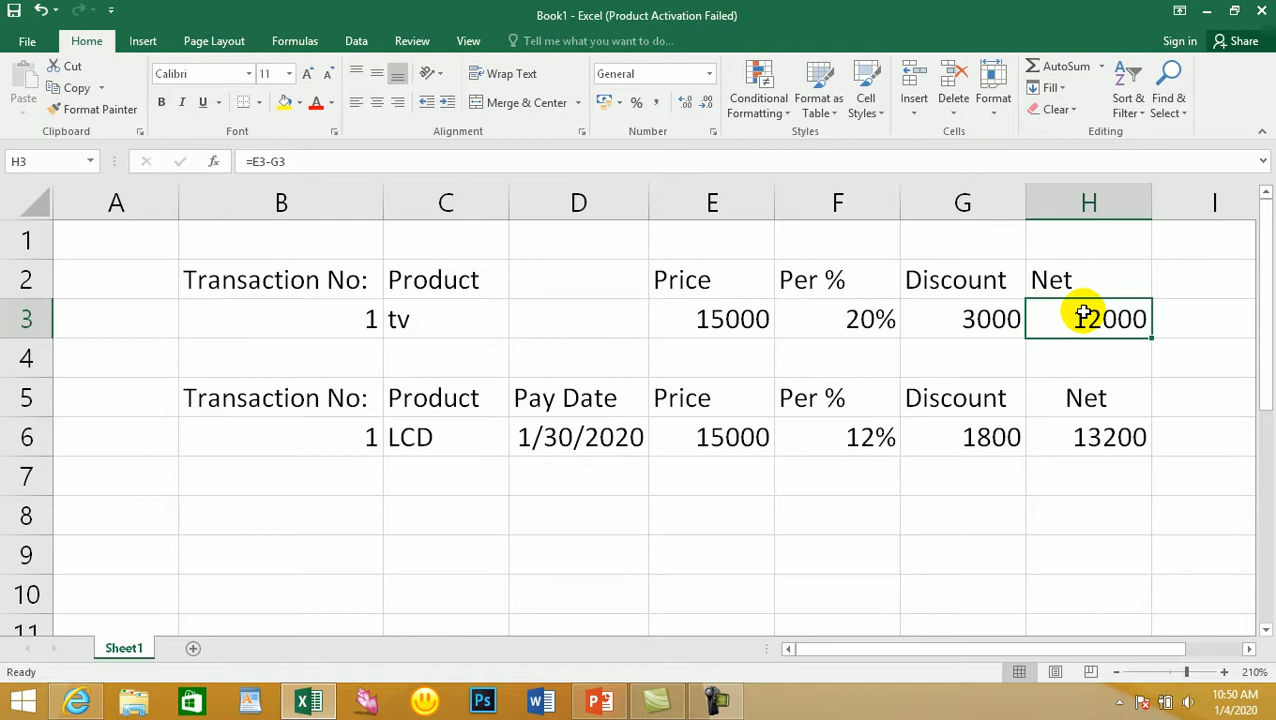 Book1 - Excel (Product Activation Failed)
File Home Insert Page Layout Formulas Data Review View Tell me what you want to do... Sign in Share
Paste Cut Copy Format Painter Clipboard
Calibri 11 B I U A A A Font
Wrap Text Merge & Center Alignment
General % , Number
Conditional Formatting Format as Table Cell Styles Styles
Insert Delete Format Cells
AutoSum Fill Clear Sort & Filter Find & Select Editing
H3 fx =E3-G3
A B C D E F G H I
1
2 Transaction No: Product Price Per % Discount Net
3 1 tv 15000 20% 3000 12000
4
5 Transaction No: Product Pay Date Price Per % Discount Net
6 1 LCD 1/30/2020 15000 12% 1800 13200
7
8
9
10
11
Sheet1
Ready 210%
10:50 AM
1/4/2020